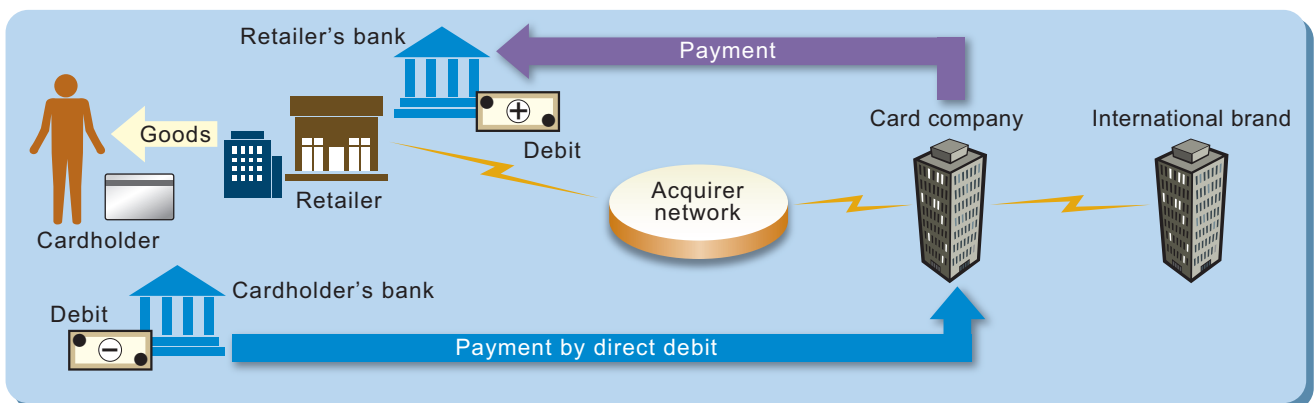 Retailer's bank
Payment
Card company
International brand
Goods
Debit
Acquirer
network
Retailer
Cardholder
Cardholder's bank
Debit
Payment by direct debit